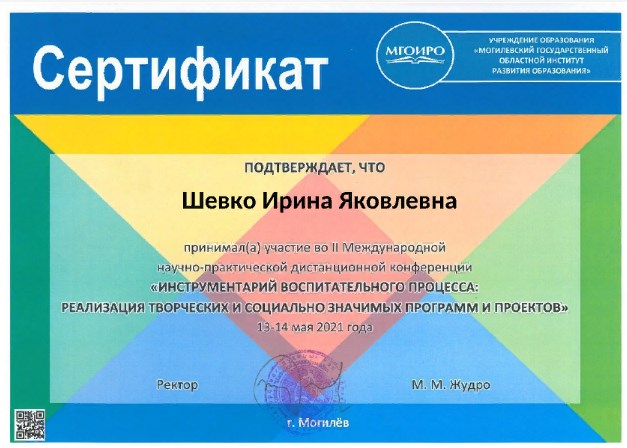 Сертификат
МГОИРО
УЧРЕЖДЕНИЕ ОБРАЗОВАНИЯ
«МОГИЛЕВСКИЙ ГОСУДАРСТВЕННЫЙ
ОБЛАСТНОЙ ИНСТИТУТ
РАЗВИТИЯ ОБРАЗОВАНИЯ»
ПОДТВЕРЖДАЕТ, ЧТО
Шевко Ирина Яковлевна
принимал(а) участие во II Международной
научно-практической дистанционной конференции
«ИНСТРУМЕНТАРИЙ ВОСПИТАТЕЛЬНОГО ПРОЦЕССА:
РЕАЛИЗАЦИЯ ТВОРЧЕСКИХ И СОЦИАЛЬНО ЗНАЧИМЫХ ПРОГРАММ И ПРОЕКТОВ»
13-14 мая 2021 года
Ректор
М. М. Жудро
г. Могилёв